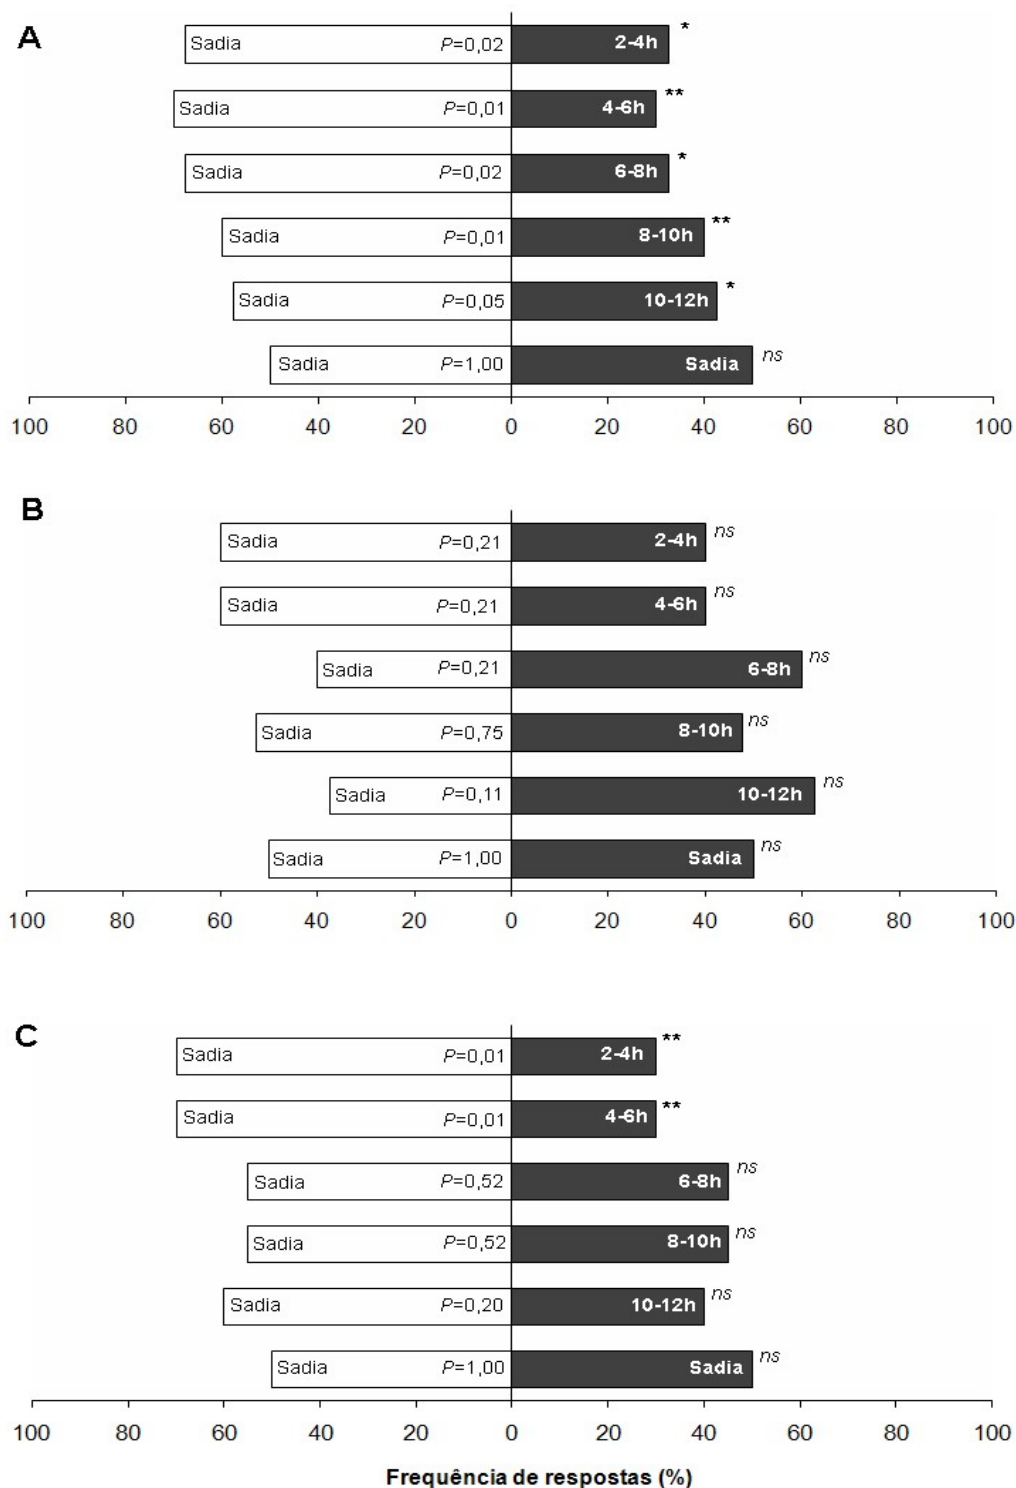 A
Sadia P=0,02 2-4h *
Sadia P=0,01 4-6h **
Sadia P=0,02 6-8h *
Sadia P=0,01 8-10h **
Sadia P=0,05 10-12h *
Sadia P=1,00 Sadia ns
100 80 60 40 20 0 20 40 60 80 100
B
Sadia P=0,21 2-4h ns
Sadia P=0,21 4-6h ns
Sadia P=0,21 6-8h ns
Sadia P=0,75 8-10h ns
Sadia P=0,11 10-12h ns
Sadia P=1,00 Sadia ns
100 80 60 40 20 0 20 40 60 80 100
C
Sadia P=0,01 2-4h **
Sadia P=0,01 4-6h **
Sadia P=0,52 6-8h ns
Sadia P=0,52 8-10h ns
Sadia P=0,20 10-12h ns
Sadia P=1,00 Sadia ns
100 80 60 40 20 0 20 40 60 80 100
Frequência de respostas (%)